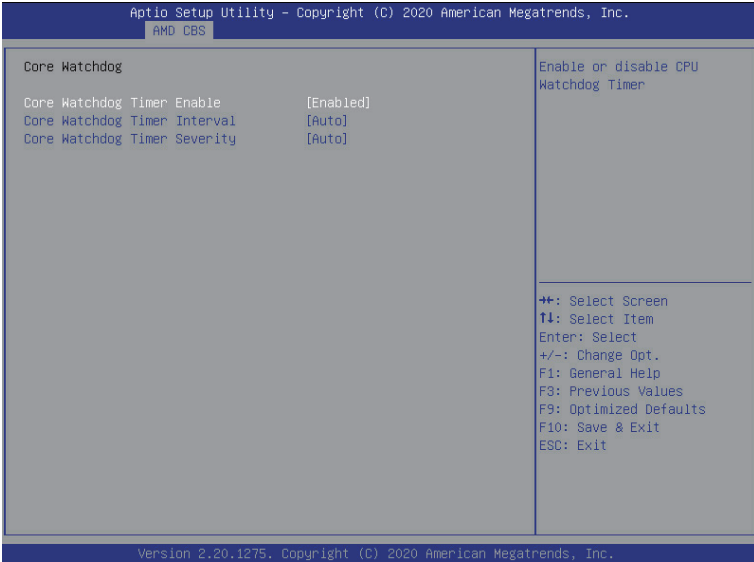 Aptio Setup Utility – Copyright (C) 2020 American Megatrends, Inc.
AMD CBS
Core Watchdog
Core Watchdog Timer Enable [Enabled]
Core Watchdog Timer Interval [Auto]
Core Watchdog Timer Severity [Auto]
Enable or disable CPU
Watchdog Timer
→←: Select Screen
↑↓: Select Item
Enter: Select
+/-: Change Opt.
F1: General Help
F3: Previous Values
F9: Optimized Defaults
F10: Save & Exit
ESC: Exit
Version 2.20.1275. Copyright (C) 2020 American Megatrends, Inc.